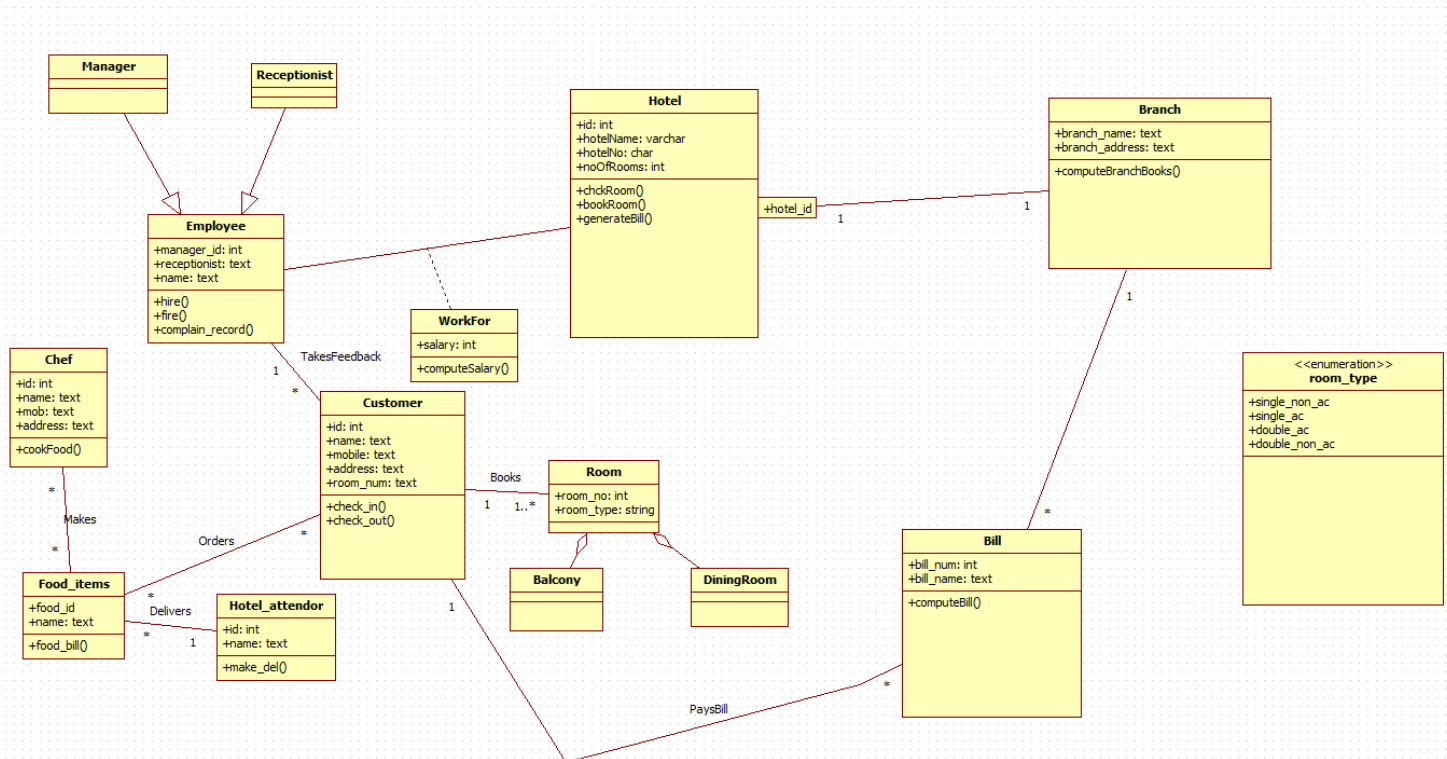 Manager
Receptionist
Hotel
+id: int
+hotelName: varchar
+hotelNo: char
+noOfRooms: int
+chckRoom()
+bookRoom()
+generateBill()
+hotel_id
1
1
Branch
+branch_name: text
+branch_address: text
+computeBranchBooks()
1
Employee
+manager_id: int
+receptionist: text
+name: text
+hire()
+fire()
+complain_record()
WorkFor
+salary: int
+computeSalary()
TakesFeedback
1
*
Chef
+id: int
+name: text
+mob: text
+address: text
+cookFood()
*
Makes
*
Customer
+id: int
+name: text
+mobile: text
+address: text
+room_num: text
+check_in()
+check_out()
Books
1
1..*
Room
+room_no: int
+room_type: string
Balcony
DiningRoom
<<enumeration>>
room_type
+single_non_ac
+single_ac
+double_ac
+double_non_ac
Orders
*
*
Food_items
+food_id
+name: text
+food_bill()
Delivers
*
1
Hotel_attendor
+id: int
+name: text
+make_del()
*
Bill
+bill_num: int
+bill_name: text
+computeBill()
1
PaysBill
*